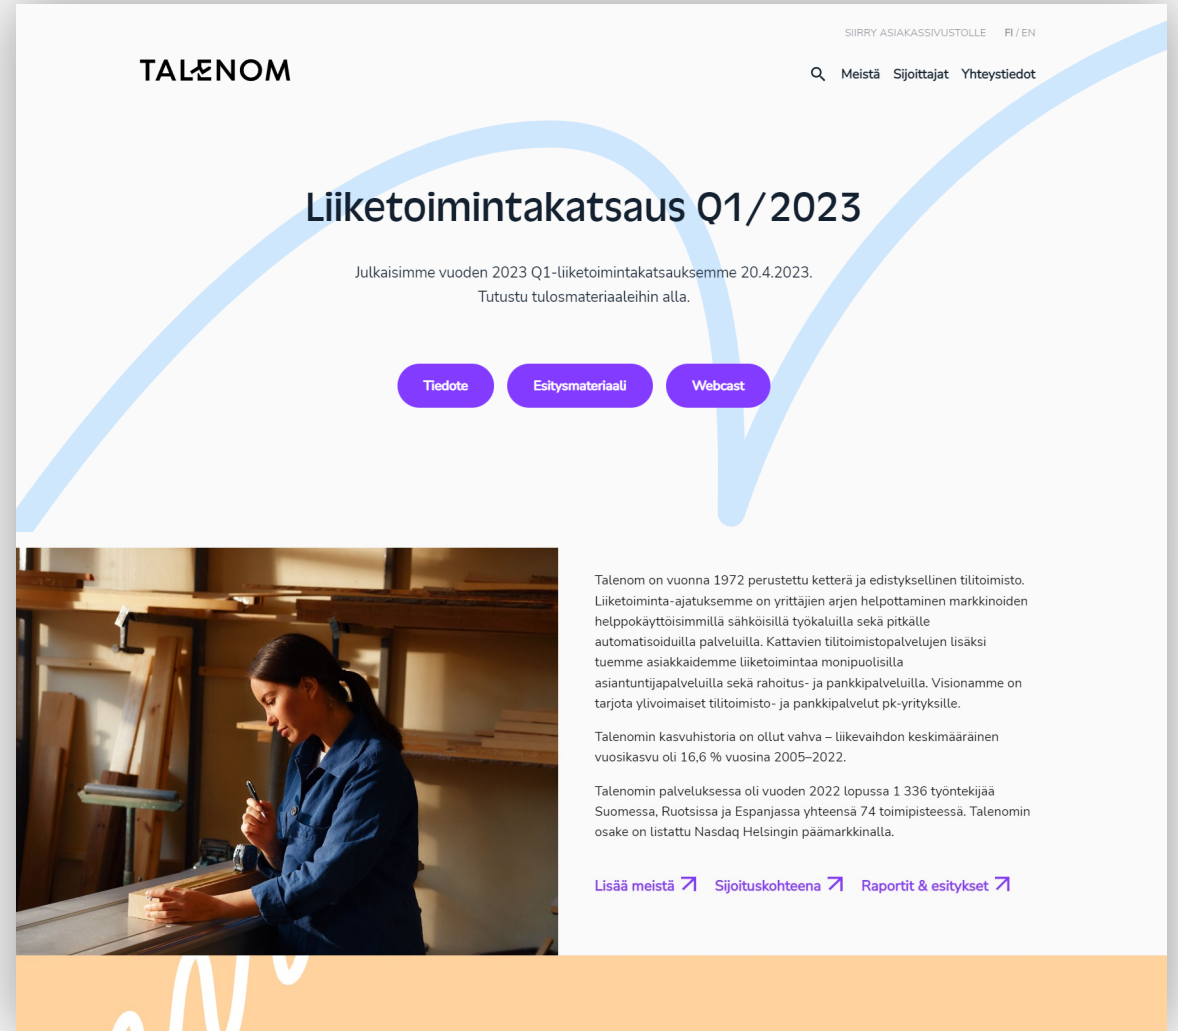 SIIRRY ASIAKASSIVUSTOLLE FI / EN
TALENOM
Meistä Sijoittajat Yhteystiedot
Liiketoimintakatsaus Q1/2023
Julkaisimme vuoden 2023 Q1-liiketoimintakatsauksemme 20.4.2023.
Tutustu tulosmateriaaleihin alla.
Tiedote Esitysmateriaali Webcast
Talenom on vuonna 1972 perustettu ketterä ja edistyksellinen tilitoimisto.
Liiketoiminta-ajatuksemme on yrittäjien arjen helpottaminen markkinoiden
helppokäyttöisimmillä sähköisillä työkaluilla sekä pitkälle
automatisoiduilla palveluilla. Kattavien tilitoimistopalvelujen lisäksi
tuemme asiakkaidemme liiketoimintaa monipuolisilla
asiantuntijapalveluilla sekä rahoitus- ja pankkipalveluilla. Visionamme on
tarjota ylivoimaiset tilitoimisto- ja pankkipalvelut pk-yrityksille.
Talenomin kasvuhistoria on ollut vahva – liikevaihdon keskimääräinen
vuosikasvu oli 16,6 % vuosina 2005–2022.
Talenomin palveluksessa oli vuoden 2022 lopussa 1 336 työntekijää
Suomessa, Ruotsissa ja Espanjassa yhteensä 74 toimipisteessä. Talenomin
osake on listattu Nasdaq Helsingin päämarkkinalla.
Lisää meistä Sijoituskohteena Raportit & esitykset